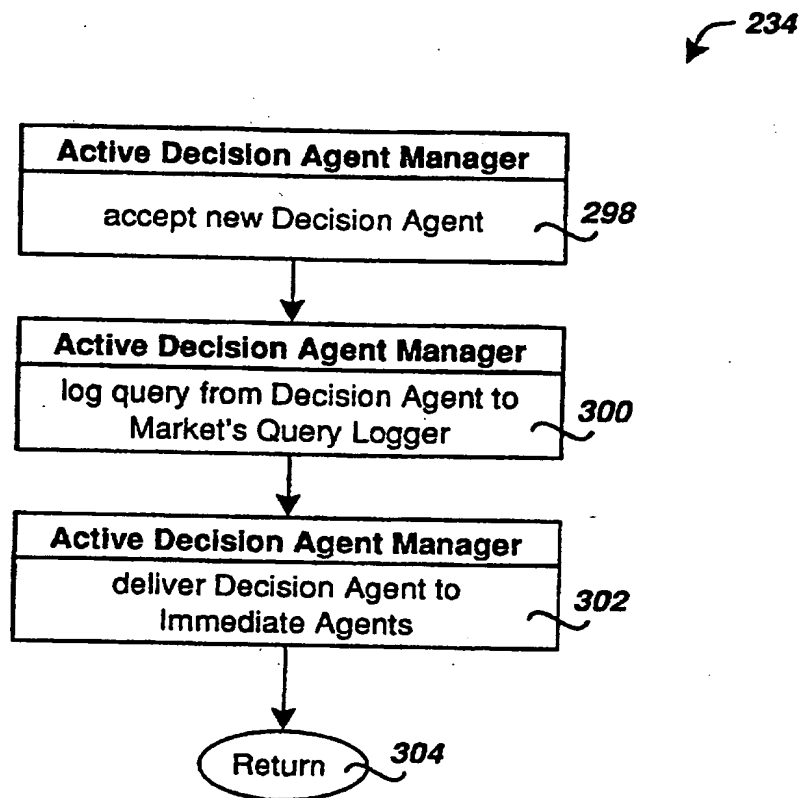 234
Active Decision Agent Manager
accept new Decision Agent
298
Active Decision Agent Manager
log query from Decision Agent to
Market's Query Logger
300
Active Decision Agent Manager
deliver Decision Agent to
Immediate Agents
302
Return
304